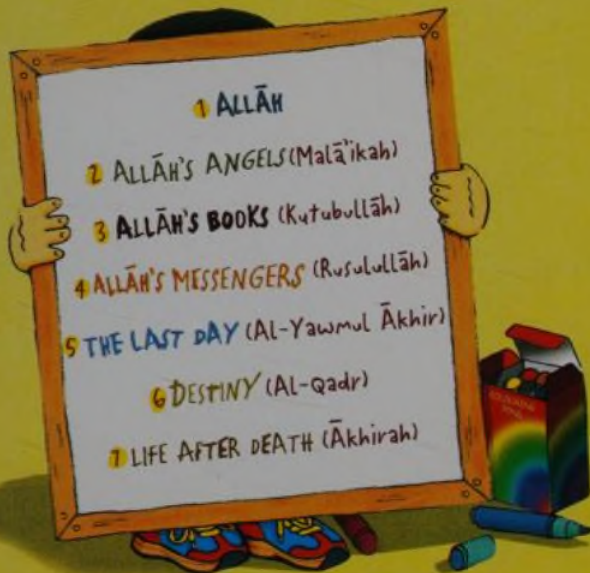 1 ALLĀH
2 ALLĀH'S ANGELS (Malā'ikah)
3 ALLĀH'S BOOKS (Kutubullāh)
4 ALLĀH'S MESSENGERS (Rusulullāh)
5 THE LAST DAY (Al-Yawmul Ākhir)
6 DESTINY (Al-Qadr)
7 LIFE AFTER DEATH (Ākhirah)